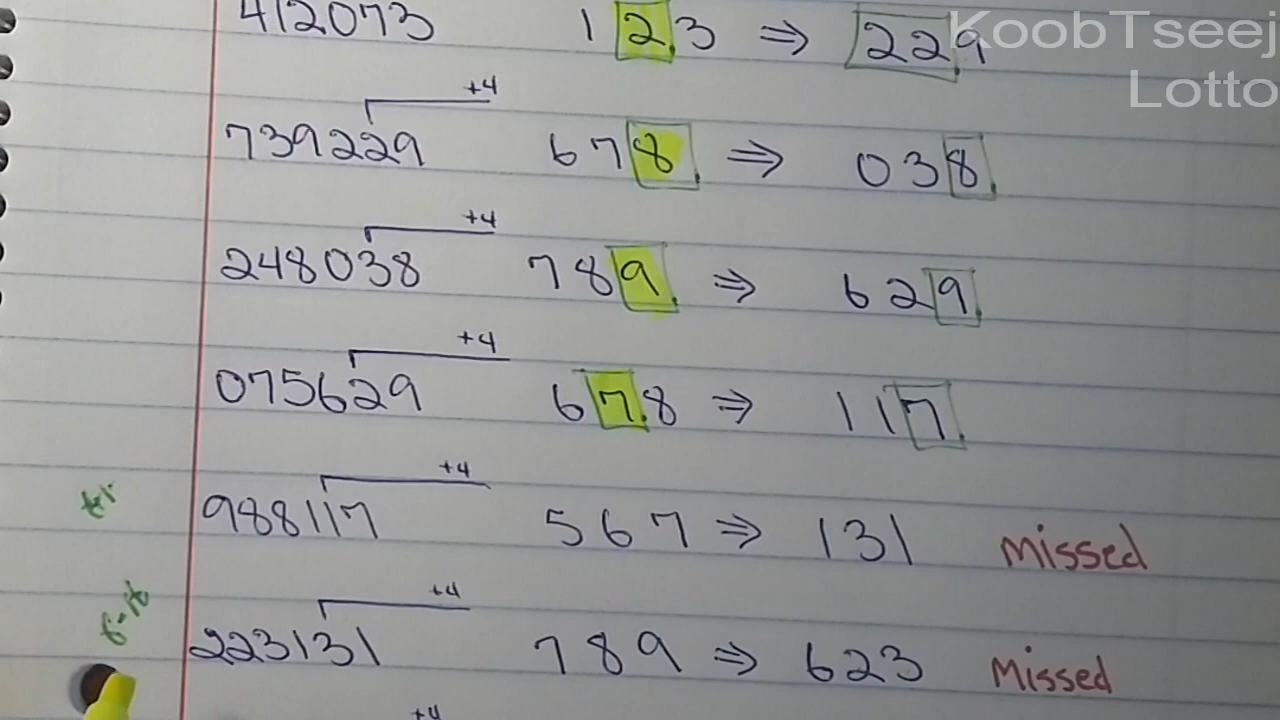 412073 123 ⇒ 229
KoobTseej
Lotto
+4
739229 678 ⇒ 038
+4
248038 789 ⇒ 629
+4
075629 678 ⇒ 117
+4
988117 567 ⇒ 131 Missed
+4
223131 789 ⇒ 623 Missed
+4